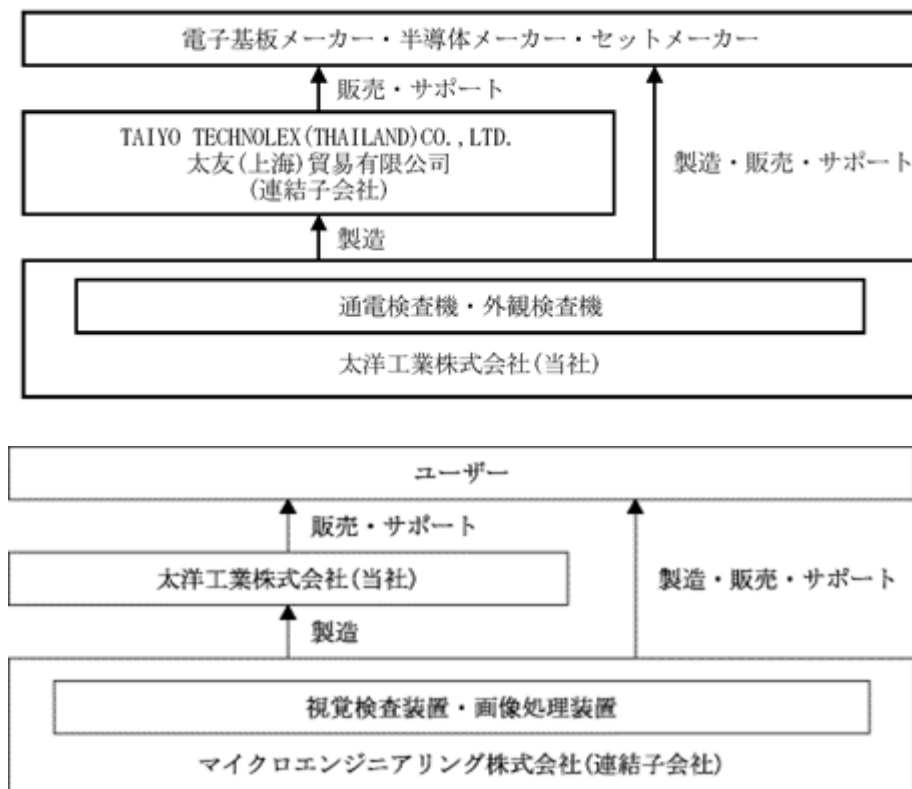 電子基板メーカー・半導体メーカー・セットメーカー
販売・サポート
TAIYO TECHNOLEX(THAILAND)CO.,LTD.
太友(上海)貿易有限公司
(連結子会社)
製造・販売・サポート
製造
通電検査機・外観検査機
太洋工業株式会社(当社)
ユーザー
販売・サポート
太洋工業株式会社(当社)
製造・販売・サポート
製造
視覚検査装置・画像処理装置
マイクロエンジニアリング株式会社(連結子会社)